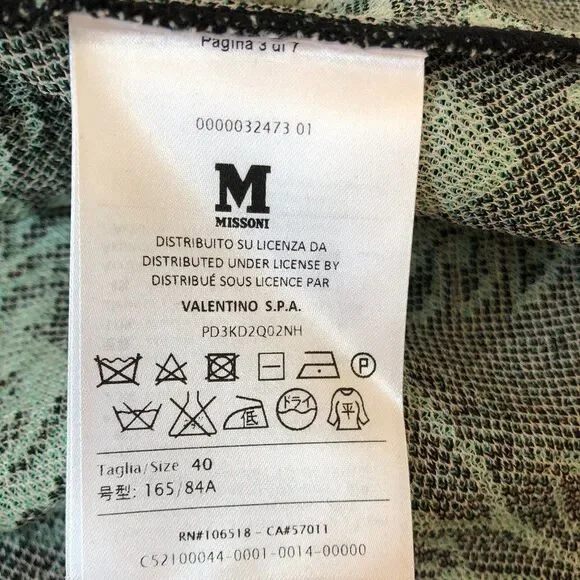 Pagina 3 di 7
0000032473 01
M
MISSONI
DISTRIBUITO SU LICENZA DA
DISTRIBUTED UNDER LICENSE BY
DISTRIBUÉ SOUS LICENCE PAR
VALENTINO S.P.A.
PD3KD2Q02NH
P
低 ドライ 平
Taglia/Size 40
号型: 165/84A
RN#106518 - CA#57011
C52100044-0001-0014-00000